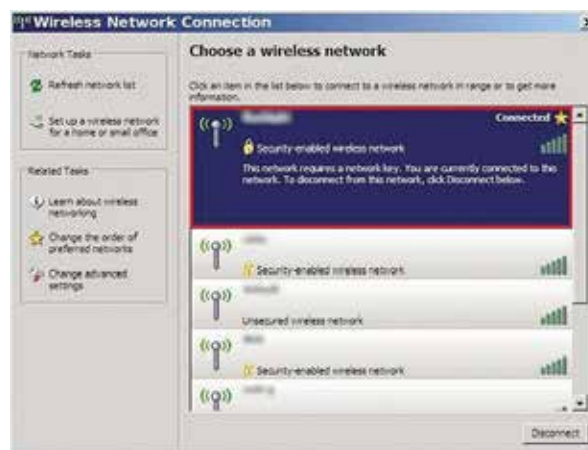 Wireless Network Connection
Network Tasks
Refresh network list
Set up a wireless network
for a home or small office
Related Tasks
Learn about wireless
networking
Change the order of
preferred networks
Change advanced
settings
Choose a wireless network
Click an item in the list below to connect to a wireless network in range or to get more
information.
Connected
Security-enabled wireless network
This network requires a network key. You are currently connected to this
network. To disconnect from this network, click Disconnect below.
Security-enabled wireless network
Unsecured wireless network
Security-enabled wireless network
Disconnect